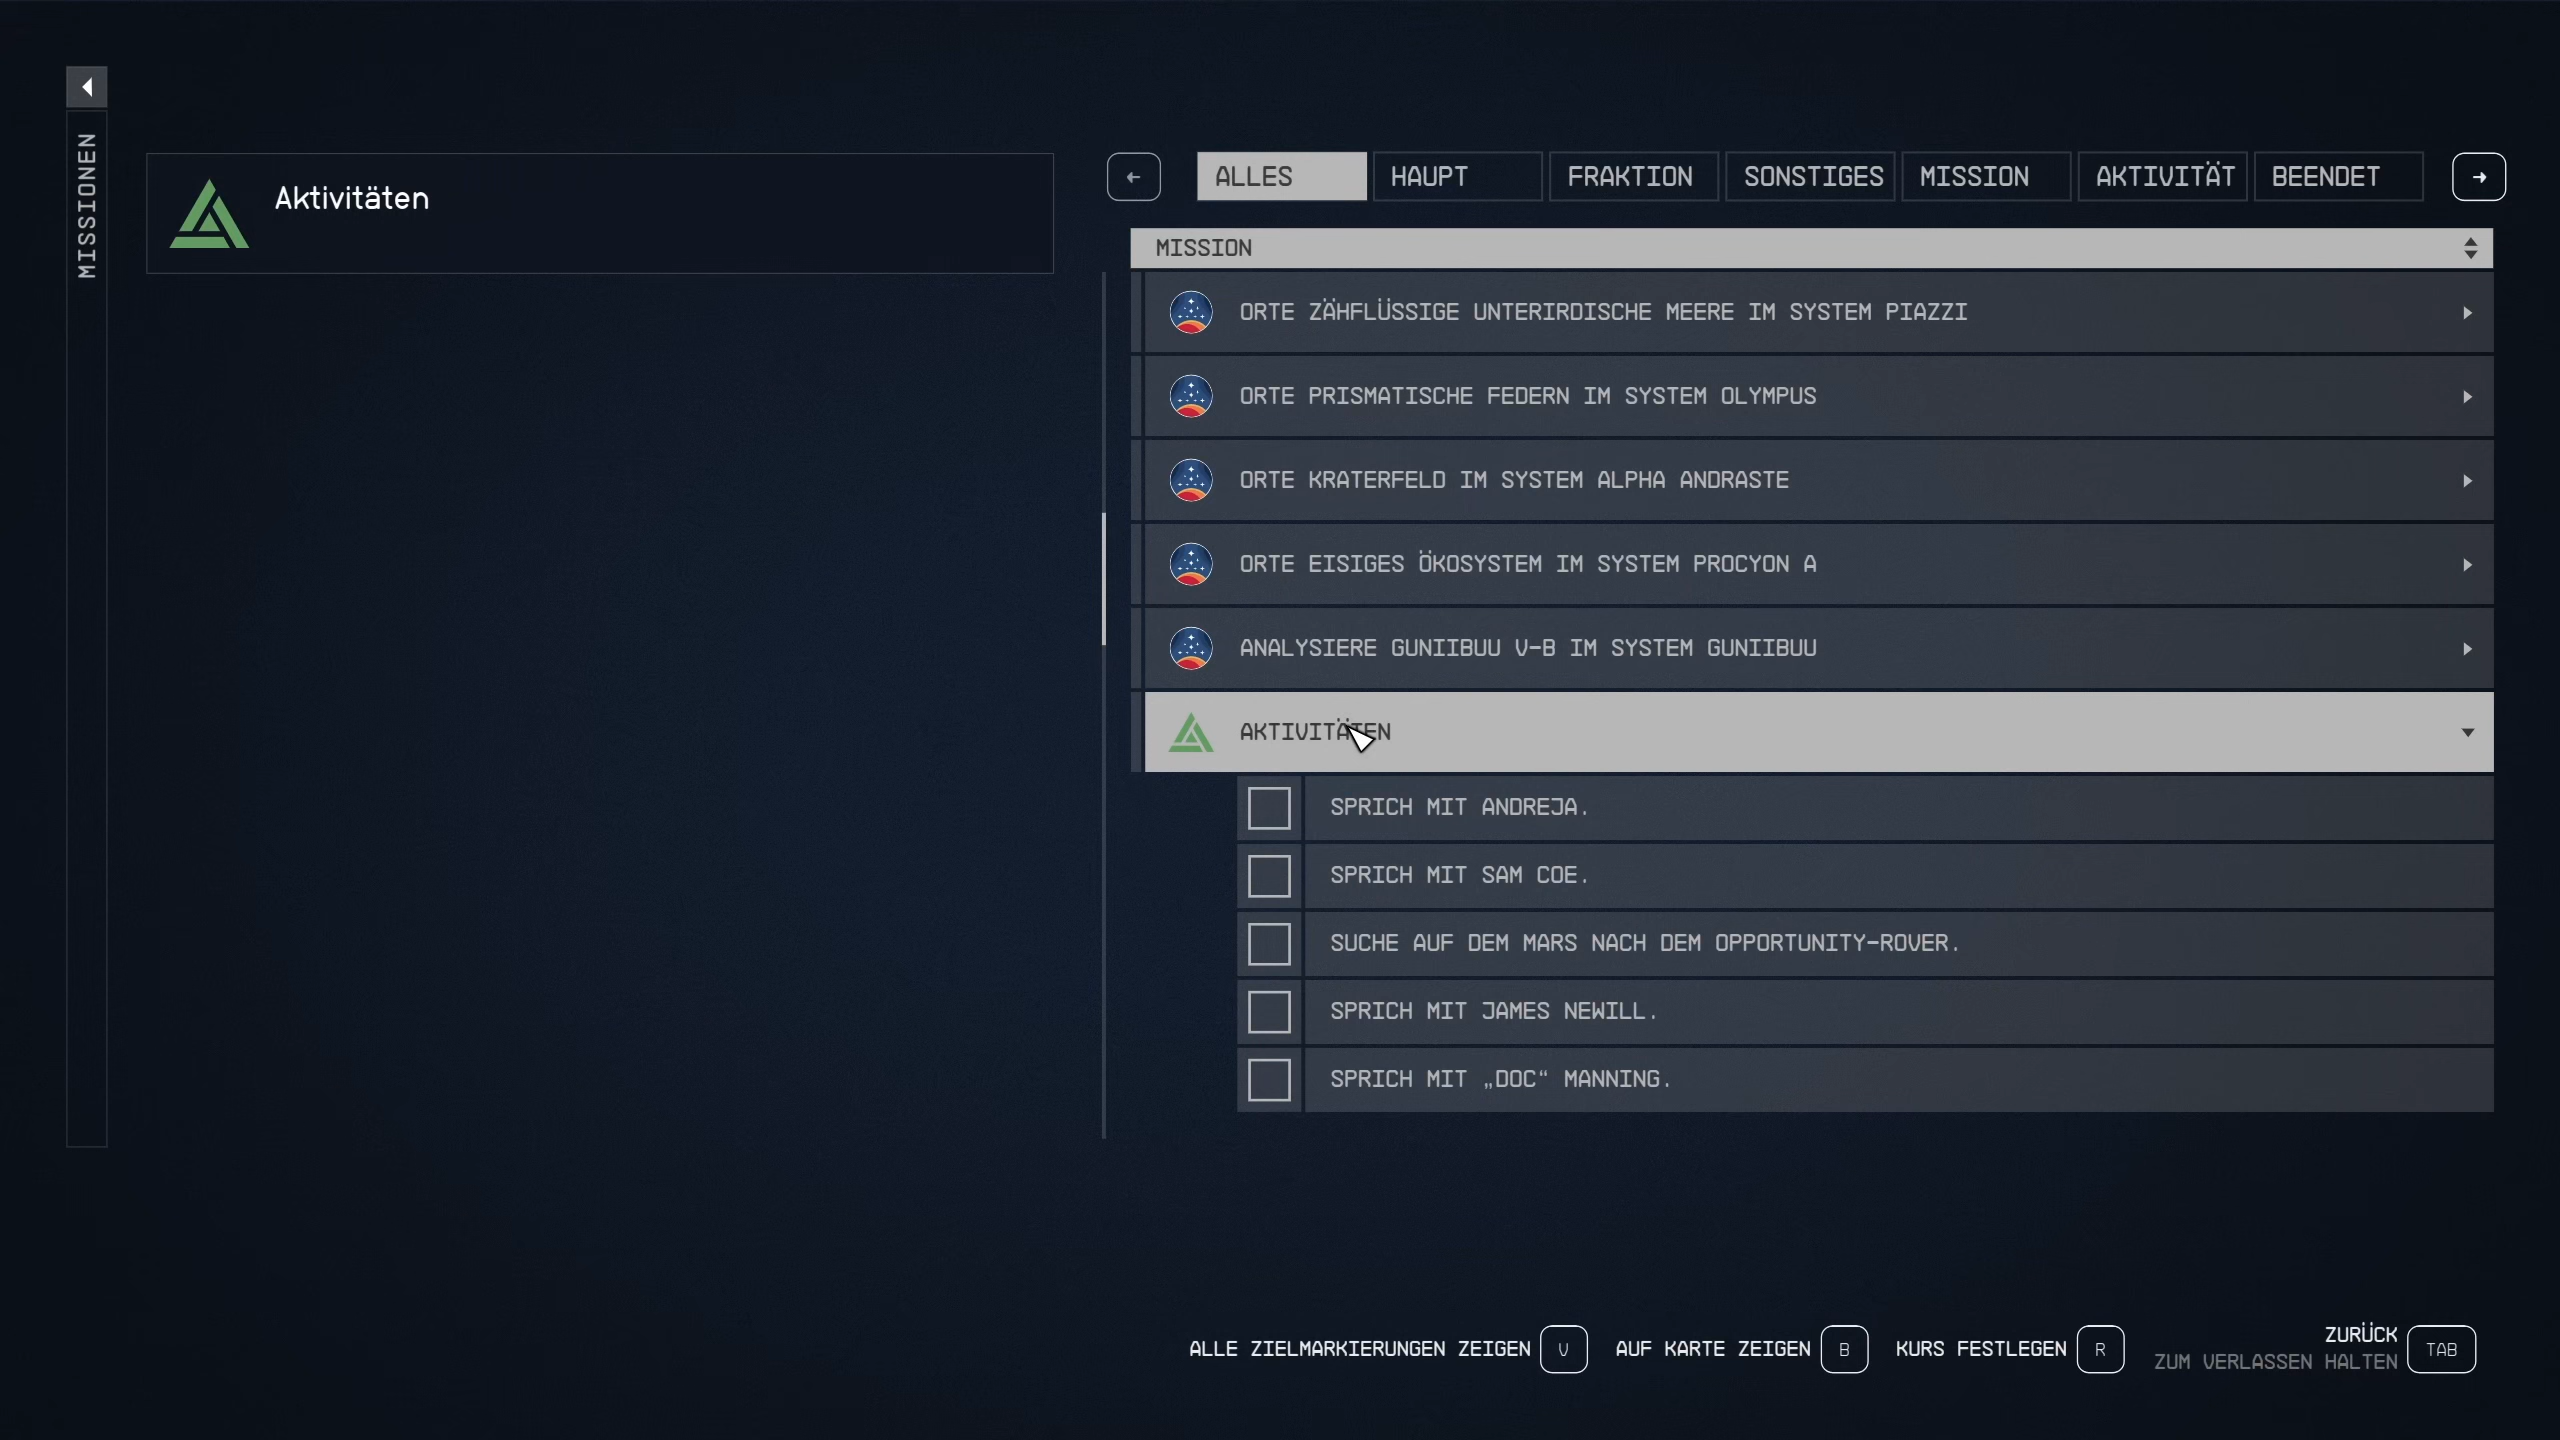 MISSIONEN
Aktivitäten
ALLES HAUPT FRAKTION SONSTIGES MISSION AKTIVITÄT BEENDET
MISSION
ORTE ZÄHFLÜSSIGE UNTERIRDISCHE MEERE IM SYSTEM PIAZZI
ORTE PRISMATISCHE FEDERN IM SYSTEM OLYMPUS
ORTE KRATERFELD IM SYSTEM ALPHA ANDRASTE
ORTE EISIGES ÖKOSYSTEM IM SYSTEM PROCYON A
ANALYSIERE GUNIIBUU V-B IM SYSTEM GUNIIBUU
AKTIVITÄTEN
SPRICH MIT ANDREJA.
SPRICH MIT SAM COE.
SUCHE AUF DEM MARS NACH DEM OPPORTUNITY-ROVER.
SPRICH MIT JAMES NEWILL.
SPRICH MIT „DOC“ MANNING.
ALLE ZIELMARKIERUNGEN ZEIGEN V AUF KARTE ZEIGEN B KURS FESTLEGEN R ZURÜCK TAB
ZUM VERLASSEN HALTEN